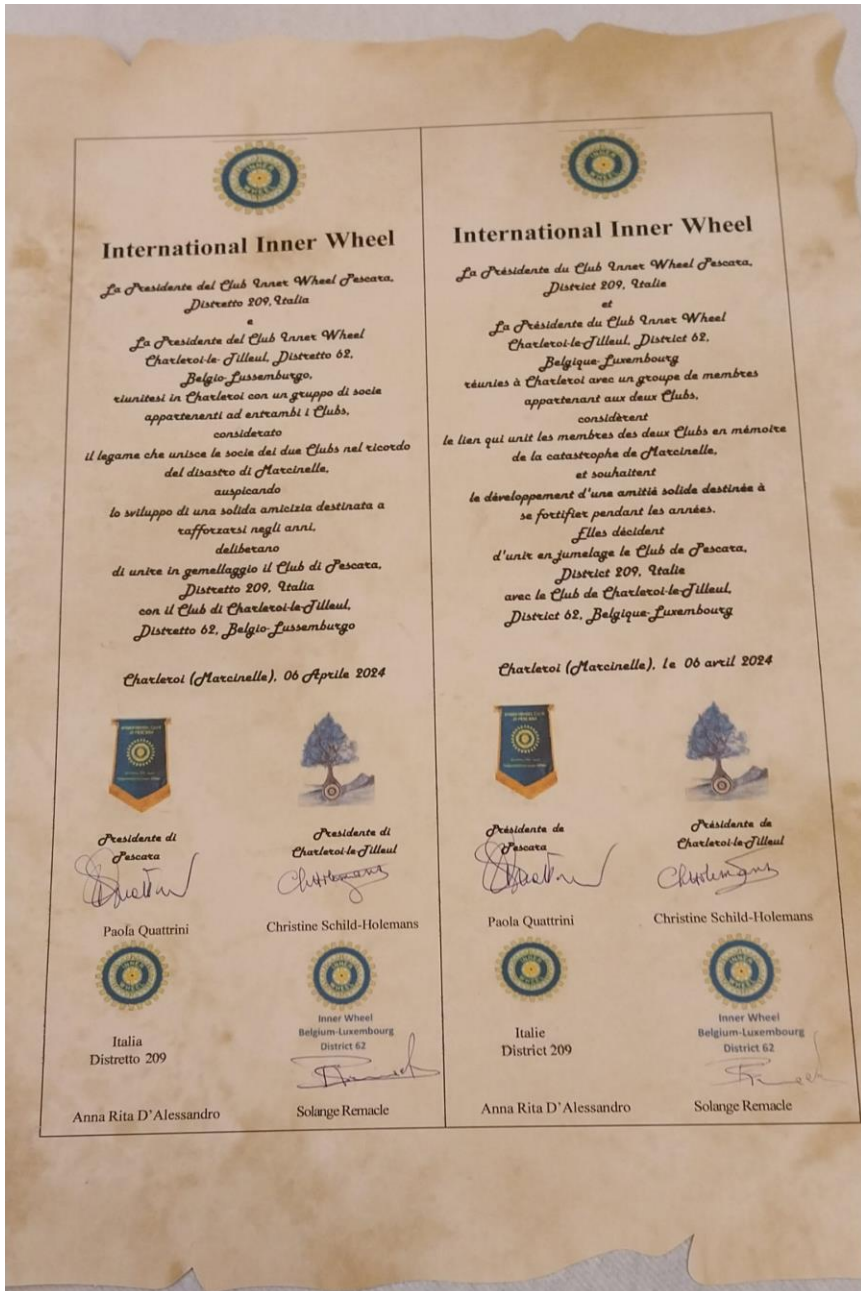 INNER WHEEL
International Inner Wheel
La Presidente del Club Inner Wheel Pescara,
Distretto 209, Italia
e
La Presidente del Club Inner Wheel
Charleroi-le- Tilleul, Distretto 62,
Belgio-Lussemburgo,
riunitesi in Charleroi con un gruppo di socie
appartenenti ad entrambi i Clubs,
considerato
il legame che unisce le socie dei due Clubs nel ricordo
del disastro di Marcinelle,
auspicando
lo sviluppo di una solida amicizia destinata a
rafforzarsi negli anni,
deliberano
di unire in gemellaggio il Club di Pescara,
Distretto 209, Italia
con il Club di Charleroi-le-Tilleul,
Distretto 62, Belgio-Lussemburgo
Charleroi (Marcinelle), 06 Aprile 2024
Presidente di
Pescara
Paola Quattrini
Presidente di
Charleroi-le-Tilleul
Christine Schild-Holemans
INNER WHEEL
Italia
Distretto 209
Anna Rita D'Alessandro
INNER WHEEL
Inner Wheel
Belgium-Luxembourg
District 62
Solange Remacle
INNER WHEEL
International Inner Wheel
La Présidente du Club Inner Wheel Pescara,
District 209, Italie
et
La Présidente du Club Inner Wheel
Charleroi-le-Tilleul, District 62,
Belgique-Luxembourg
réunies à Charleroi avec un groupe de membres
appartenant aux deux Clubs,
considèrent
le lien qui unit les membres des deux Clubs en mémoire
de la catastrophe de Marcinelle,
et souhaitent
le développement d'une amitié solide destinée à
se fortifier pendant les années.
Elles décident
d'unir en jumelage le Club de Pescara,
District 209, Italie
avec le Club de Charleroi-le-Tilleul,
District 62, Belgique-Luxembourg
Charleroi (Marcinelle), le 06 avril 2024
Présidente de
Pescara
Paola Quattrini
Présidente de
Charleroi-le-Tilleul
Christine Schild-Holemans
INNER WHEEL
Italie
District 209
Anna Rita D'Alessandro
INNER WHEEL
Inner Wheel
Belgium-Luxembourg
District 62
Solange Remacle